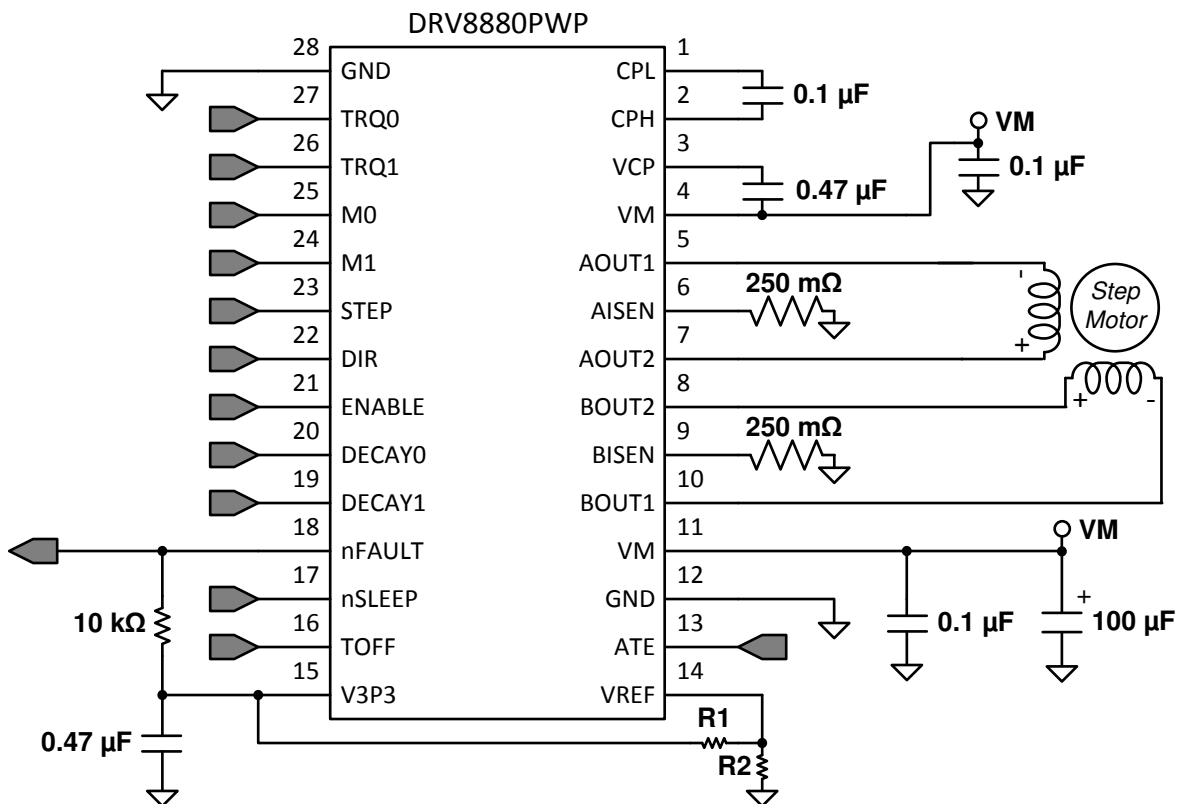 DRV8880PWP
28
GND
27
TRQ0
26
TRQ1
25
M0
24
M1
23
STEP
22
DIR
21
ENABLE
20
DECAY0
19
DECAY1
18
nFAULT
17
nSLEEP
16
TOFF
15
V3P3
1
CPL
2
CPH
3
VCP
4
VM
5
AOUT1
6
AISEN
7
AOUT2
8
BOUT2
9
BISEN
10
BOUT1
11
VM
12
GND
13
ATE
14
VREF
0.1 µF
VM
0.1 µF
0.47 µF
250 mΩ
-
+
Step
Motor
+ -
250 mΩ
VM
+
0.1 µF
100 µF
R1
R2
10 kΩ
0.47 µF